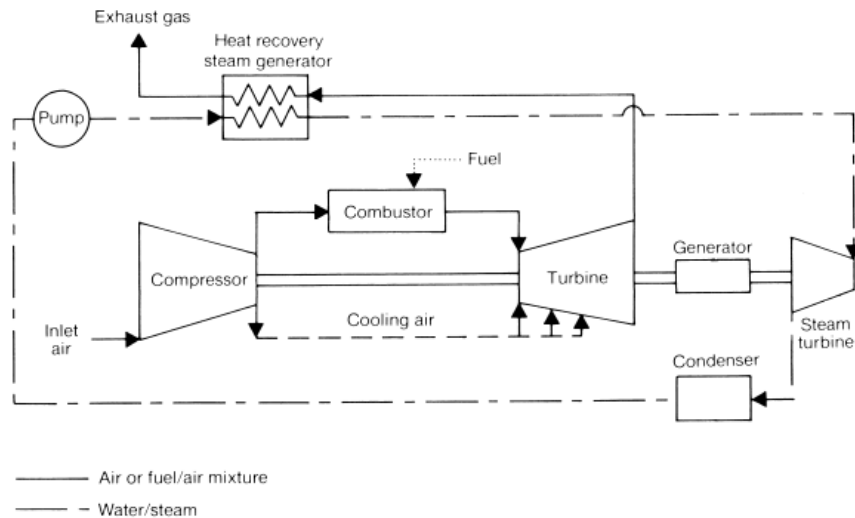 Exhaust gas
Heat recovery
steam generator
Pump
Fuel
Combustor
Compressor
Turbine
Generator
Inlet
air
Cooling air
Steam
turbine
Condenser
Air or fuel/air mixture
Water/steam